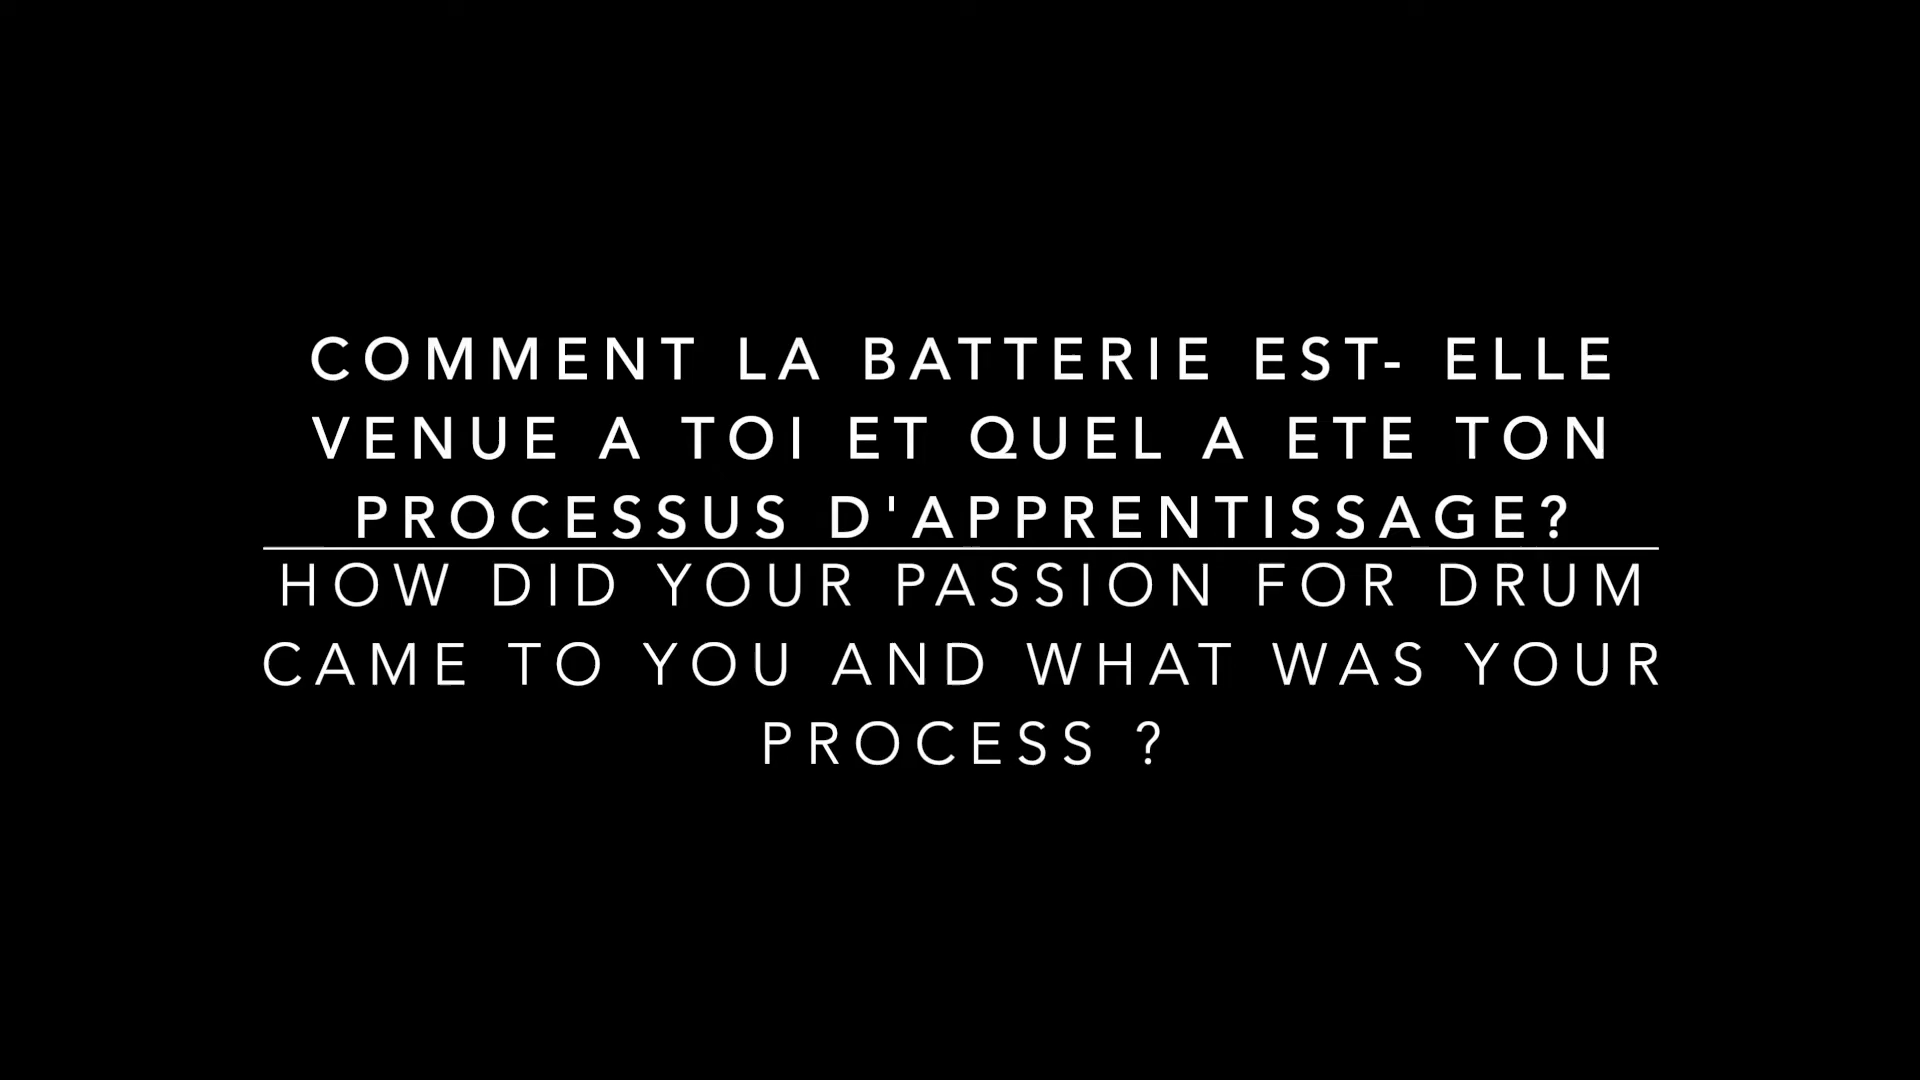 COMMENT LA BATTERIE EST- ELLE
VENUE A TOI ET QUEL A ETE TON
PROCESSUS D'APPRENTISSAGE?
HOW DID YOUR PASSION FOR DRUM
CAME TO YOU AND WHAT WAS YOUR
PROCESS ?